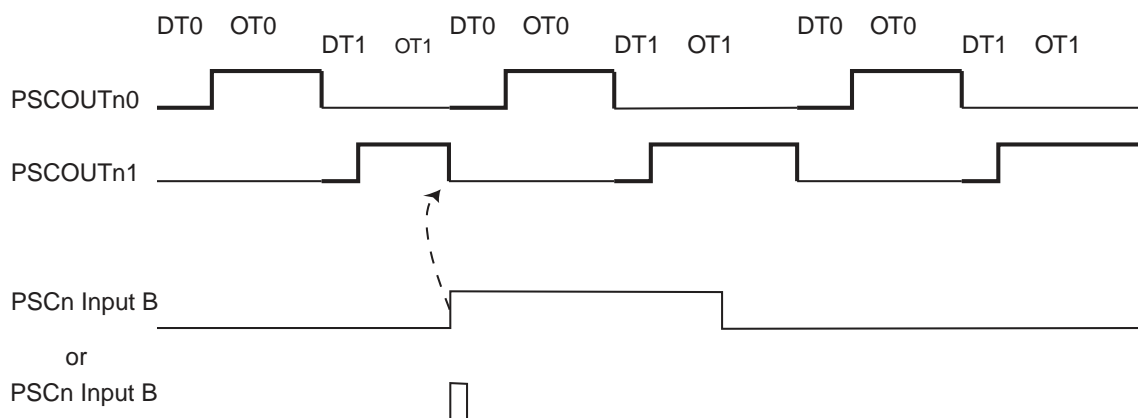 DT0 OT0 DT0 OT0 DT0 OT0
DT1 OT1 DT1 OT1 DT1 OT1
PSCOUTn0
PSCOUTn1
PSCn Input B
or
PSCn Input B